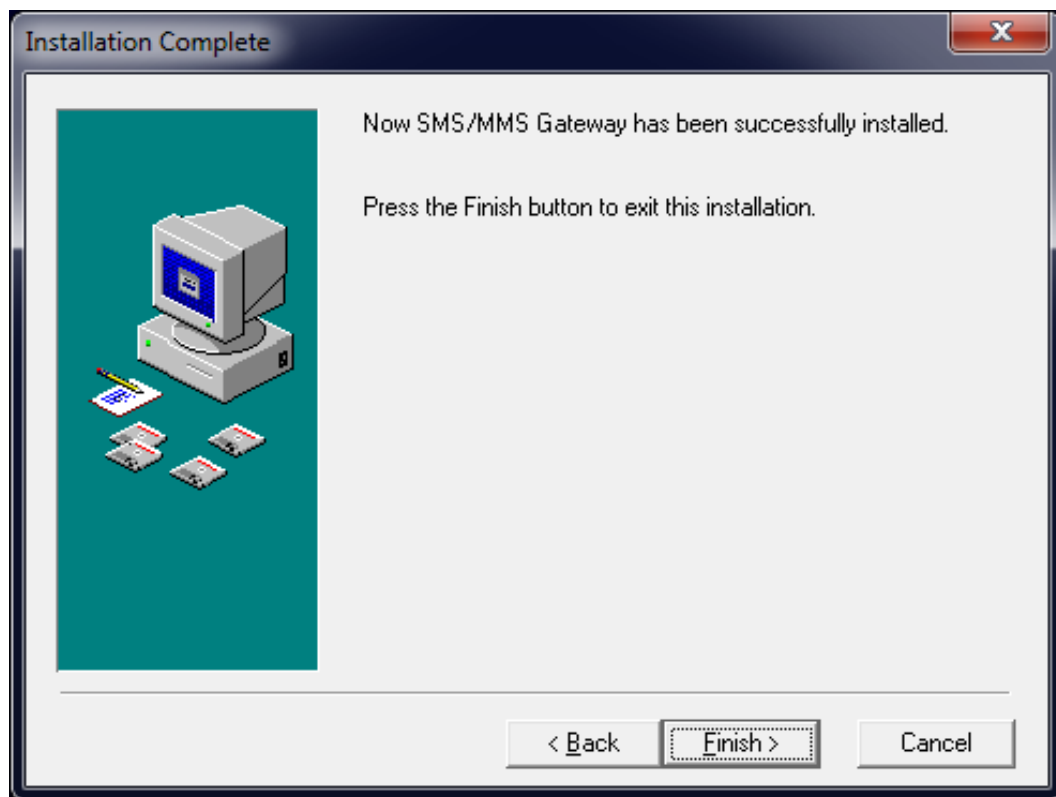 Installation Complete
Now SMS/MMS Gateway has been successfully installed.
Press the Finish button to exit this installation.
< Back
Finish >
Cancel